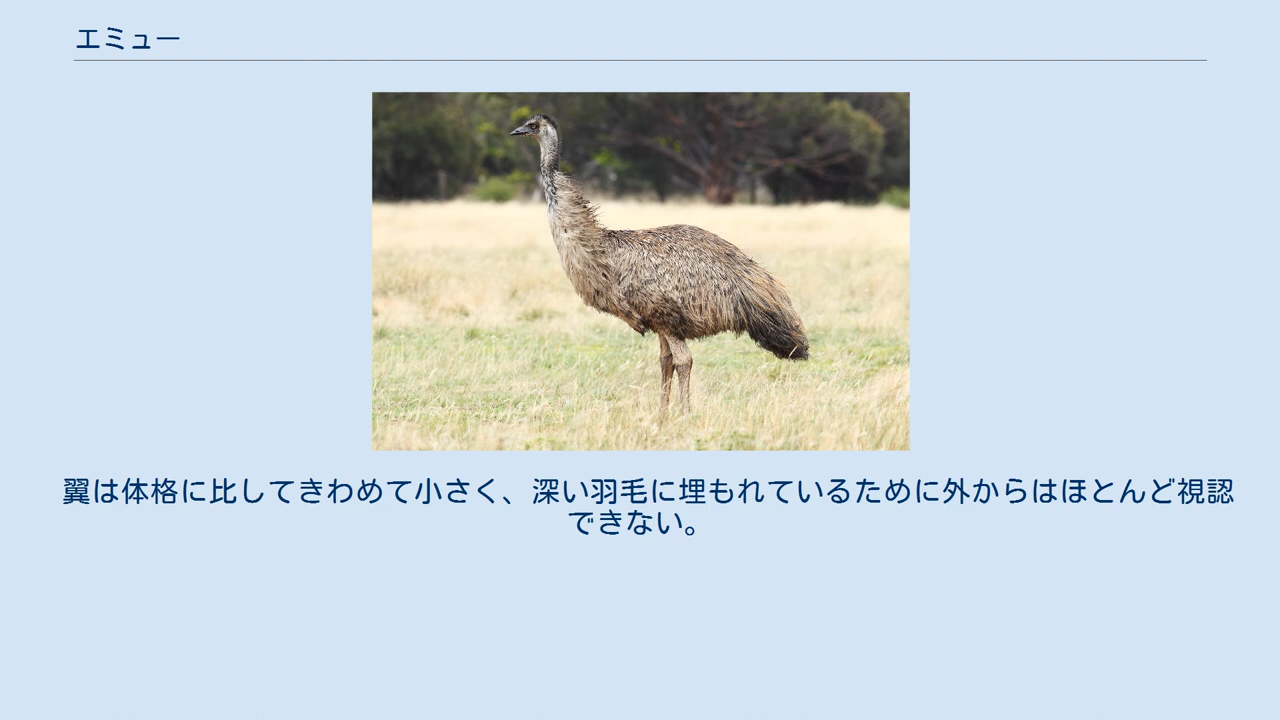 エミュー
翼は体格に比してきわめて小さく、深い羽毛に埋もれているために外からはほとんど視認
できない。